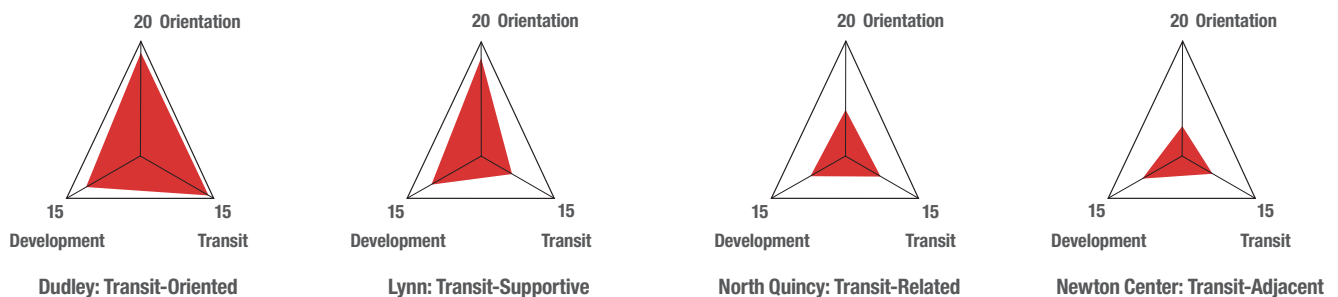 20 Orientation
15
15
Development
Transit
Dudley: Transit-Oriented
20 Orientation
15
15
Development
Transit
Lynn: Transit-Supportive
20 Orientation
15
15
Development
Transit
North Quincy: Transit-Related
20 Orientation
15
15
Development
Transit
Newton Center: Transit-Adjacent